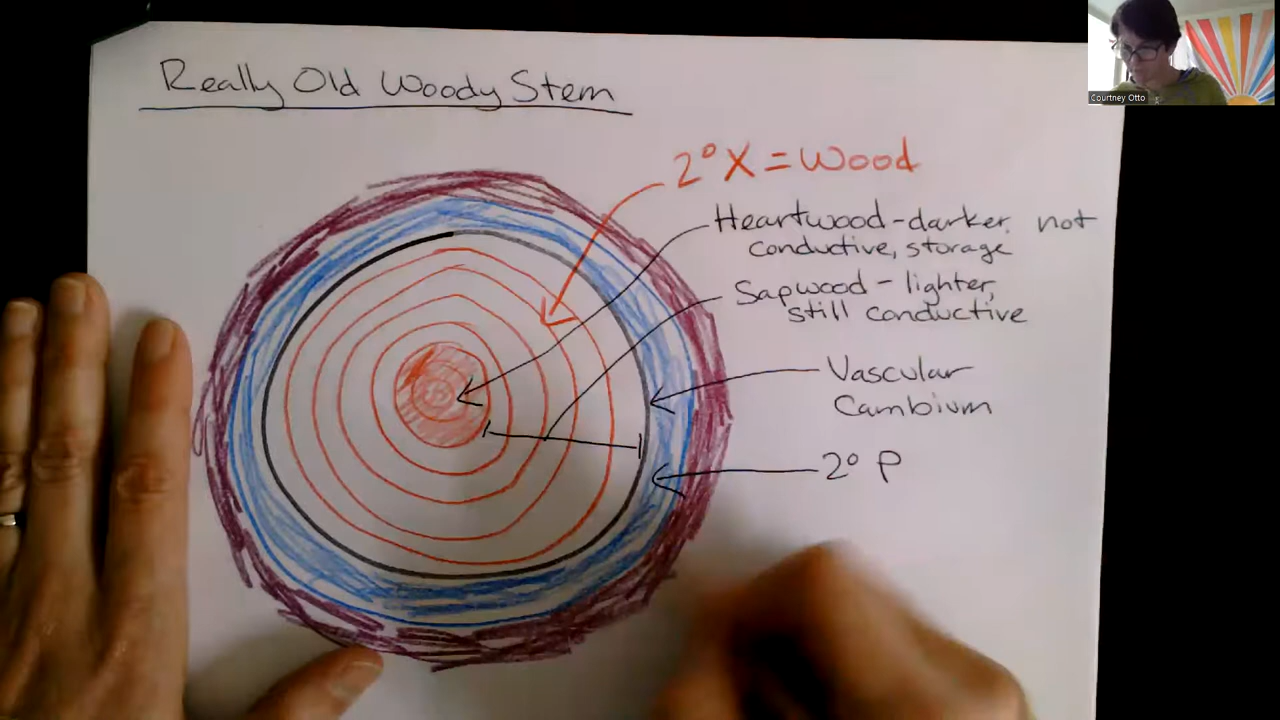 Really Old Woody Stem
2° X = Wood
Heartwood - darker, not
conductive, storage
Sapwood - lighter,
still conductive
Vascular
Cambium
2° P
Courtney Otto